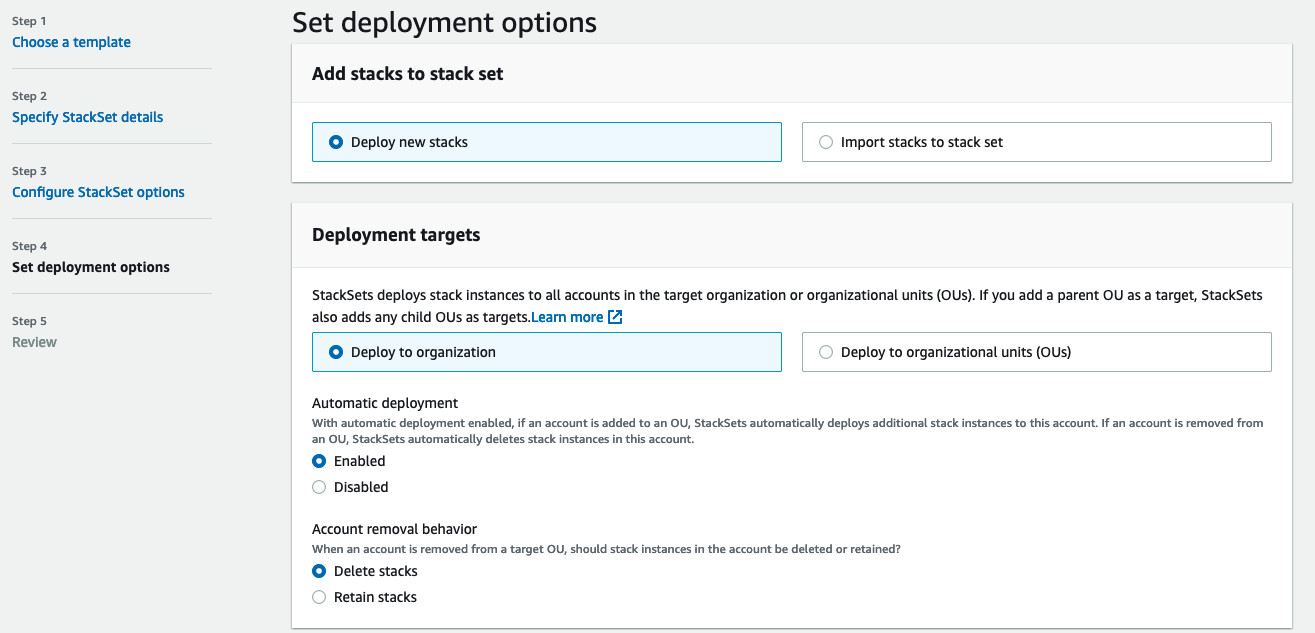 Step 1
Choose a template
Step 2
Specify StackSet details
Step 3
Configure StackSet options
Step 4
Set deployment options
Step 5
Review
Set deployment options
Add stacks to stack set
Deploy new stacks
Import stacks to stack set
Deployment targets
StackSets deploys stack instances to all accounts in the target organization or organizational units (OUs). If you add a parent OU as a target, StackSets
also adds any child OUs as targets.Learn more
Deploy to organization
Deploy to organizational units (OUs)
Automatic deployment
With automatic deployment enabled, if an account is added to an OU, StackSets automatically deploys additional stack instances to this account. If an account is removed from
an OU, StackSets automatically deletes stack instances in this account.
Enabled
Disabled
Account removal behavior
When an account is removed from a target OU, should stack instances in the account be deleted or retained?
Delete stacks
Retain stacks